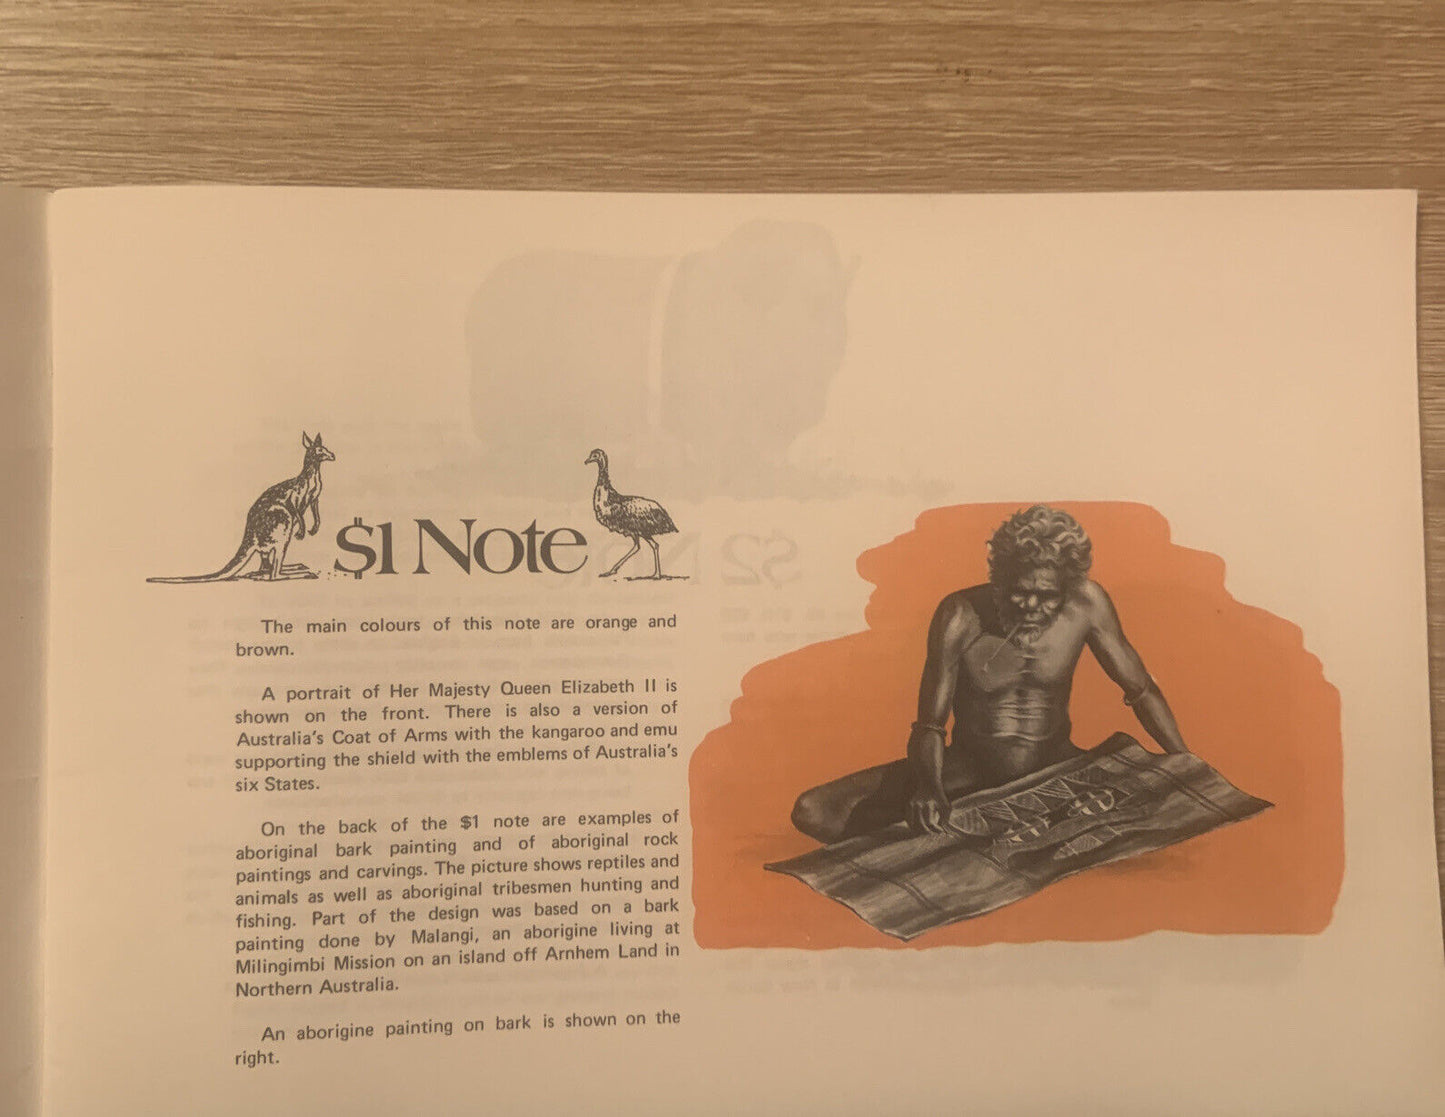 $1 Note
The main colours of this note are orange and
brown.
A portrait of Her Majesty Queen Elizabeth II is
shown on the front. There is also a version of
Australia's Coat of Arms with the kangaroo and emu
supporting the shield with the emblems of Australia's
six States.
On the back of the $1 note are examples of
aboriginal bark painting and of aboriginal rock
paintings and carvings. The picture shows reptiles and
animals as well as aboriginal tribesmen hunting and
fishing. Part of the design was based on a bark
painting done by Malangi, an aborigine living at
Milingimbi Mission on an island off Arnhem Land in
Northern Australia.
An aborigine painting on bark is shown on the
right.